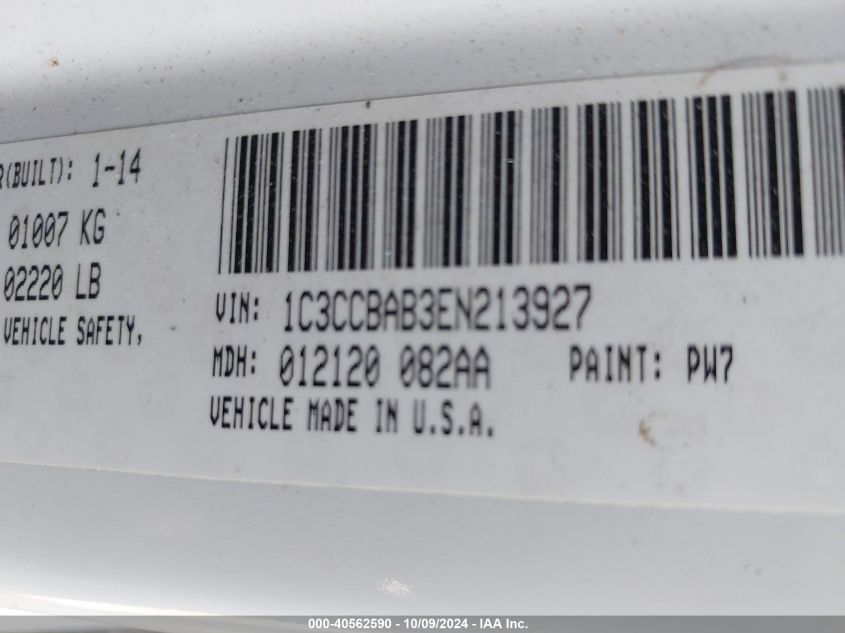 R(BUILT): 1-14
01007 KG
02220 LB
VEHICLE SAFETY,
VIN: 1C3CCBAB3EN213927
MDH: 012120 082AA PAINT: PW7
VEHICLE MADE IN U.S.A.
000-40562590 - 10/09/2024 - IAA Inc.